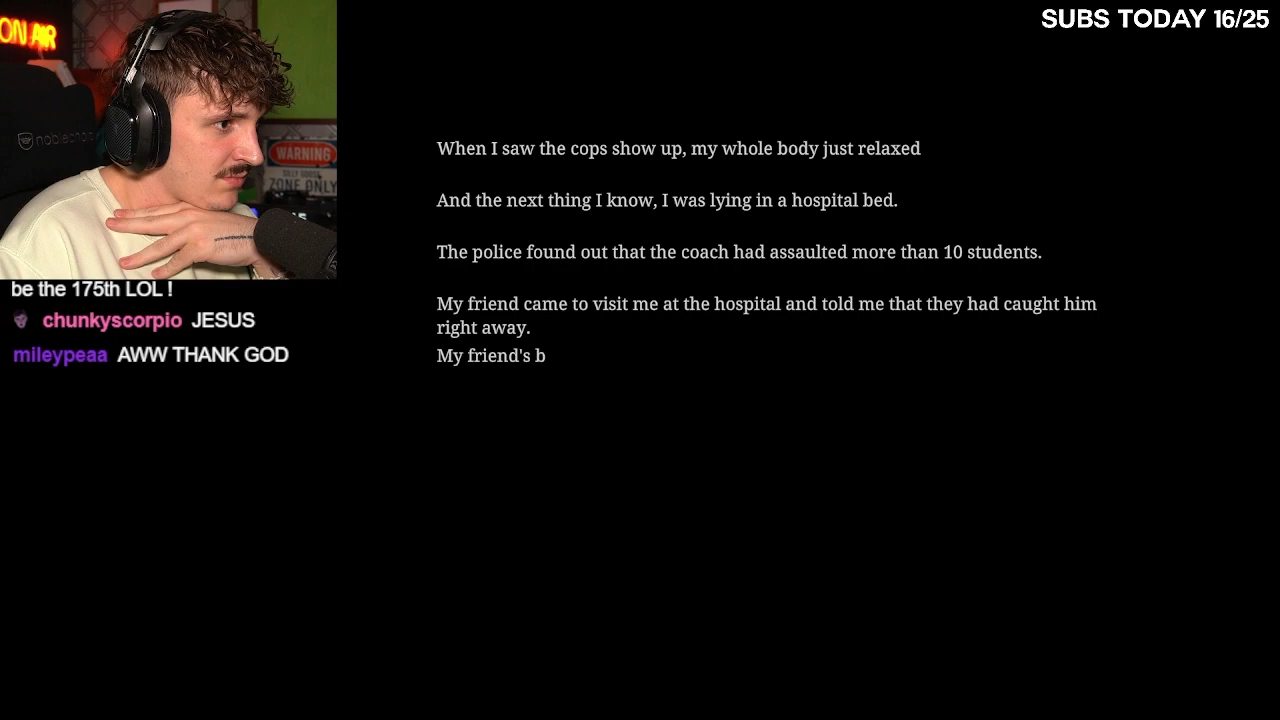 SUBS TODAY 16/25
ON AIR
noblechairs
WARNING
SILLY GOOSE
ZONE ONLY
When I saw the cops show up, my whole body just relaxed
And the next thing I know, I was lying in a hospital bed.
The police found out that the coach had assaulted more than 10 students.
My friend came to visit me at the hospital and told me that they had caught him
right away.
My friend's b
be the 175th LOL !
chunkyscorpio JESUS
mileypeaa AWW THANK GOD